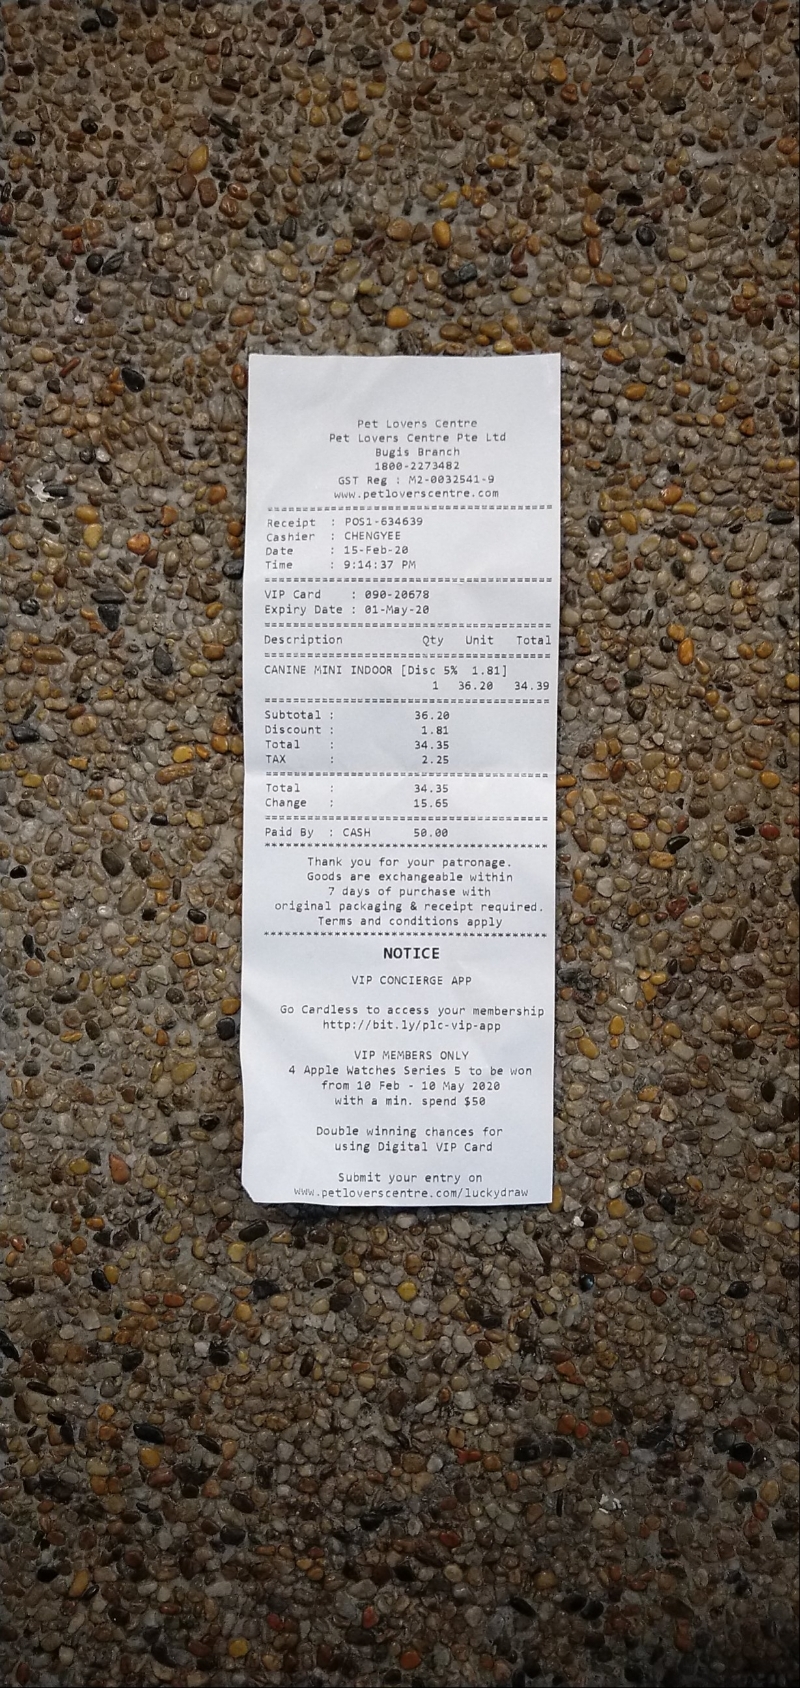 Pet Lovers Centre
Pet Lovers Centre Pte Ltd
Bugis Branch
1800-2273482
GST Reg : M2-0032541-9
www.petloverscentre.com
================================================
Receipt : POS1-634639
Cashier : CHENGYEE
Date : 15-Feb-20
Time : 9:14:37 PM
================================================
VIP Card : 090-20678
Expiry Date : 01-May-20
================================================
Description Qty Unit Total
================================================
CANINE MINI INDOOR [Disc 5% 1.81]
1 36.20 34.39
================================================
Subtotal : 36.20
Discount : 1.81
Total : 34.35
TAX : 2.25
================================================
Total : 34.35
Change : 15.65
================================================
Paid By : CASH 50.00
************************************************
Thank you for your patronage.
Goods are exchangeable within
7 days of purchase with
original packaging & receipt required.
Terms and conditions apply
************************************************
NOTICE
VIP CONCIERGE APP
Go Cardless to access your membership
http://bit.ly/plc-vip-app
VIP MEMBERS ONLY
4 Apple Watches Series 5 to be won
from 10 Feb - 10 May 2020
with a min. spend $50
Double winning chances for
using Digital VIP Card
Submit your entry on
www.petloverscentre.com/luckydraw